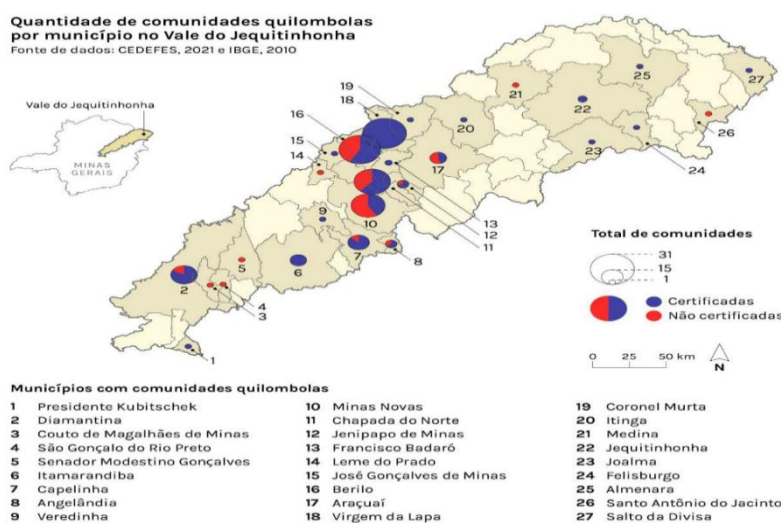 Quantidade de comunidades quilombolas
por município no Vale do Jequitinhonha
Fonte de dados: CEDEFES, 2021 e IBGE, 2010
Vale do Jequitinhonha
MINAS
GERAIS
19
18
16
15
14
21
25
27
22
20
26
17
23
24
9
10
13
12
11
7
8
5
6
2
4
3
1
Total de comunidades
31
15
1
Certificadas
Não certificadas
0 25 50 km
N
Municípios com comunidades quilombolas
1 Presidente Kubitschek
2 Diamantina
3 Couto de Magalhães de Minas
4 São Gonçalo do Rio Preto
5 Senador Modestino Gonçalves
6 Itamarandiba
7 Capelinha
8 Angelândia
9 Veredinha
10 Minas Novas
11 Chapada do Norte
12 Jenipapo de Minas
13 Francisco Badaró
14 Leme do Prado
15 José Gonçalves de Minas
16 Berilo
17 Araçuaí
18 Virgem da Lapa
19 Coronel Murta
20 Itinga
21 Medina
22 Jequitinhonha
23 Joalma
24 Felisburgo
25 Almenara
26 Santo Antônio do Jacinto
27 Salto da Divisa